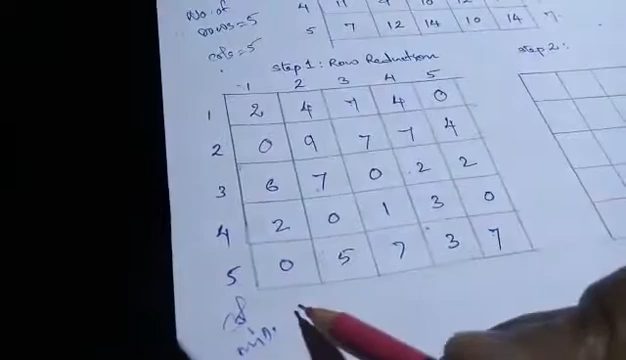 No. of
rows=5
cols=5
5 7 12 14 10 14 7
Step 1: Row Reduction
Step 2:
1 2 3 4 5
1 2 4 7 4 0
2 0 9 7 7 4
3 6 7 0 2 2
4 2 0 1 3 0
5 0 5 7 3 7
min.